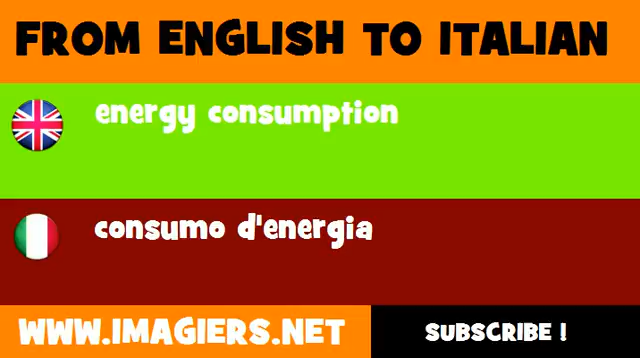 FROM ENGLISH TO ITALIAN
energy consumption
consumo d'energia
WWW.IMAGIERS.NET
SUBSCRIBE !